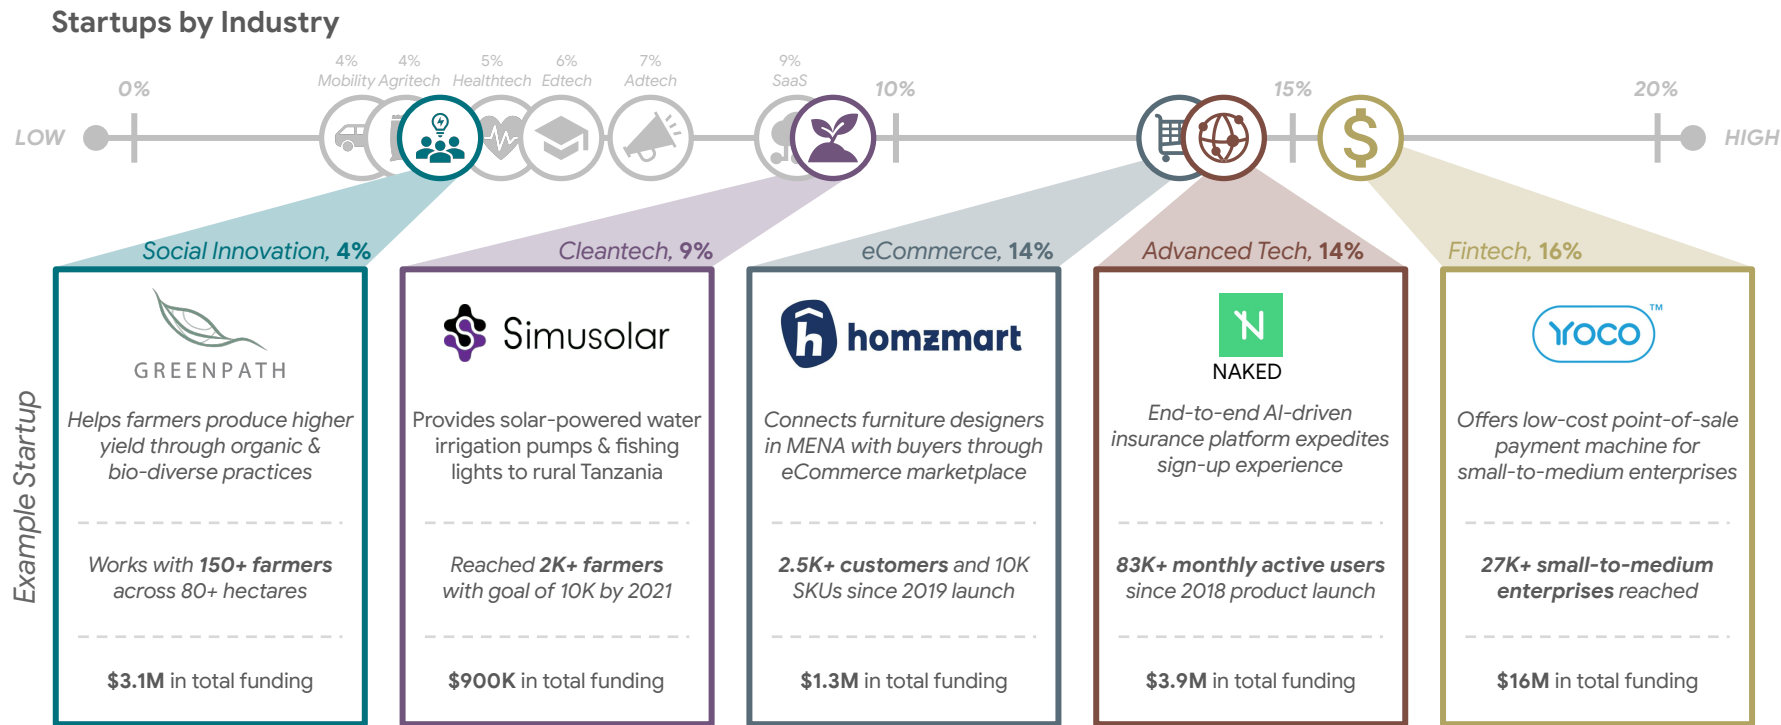 Startups by Industry
4% 4% 5% 6% 7% 9%
Mobility Agritech Healthtech Edtech Adtech SaaS
0% 10% 15% 20%
LOW HIGH
Social Innovation, 4%
GREENPATH
Helps farmers produce higher
yield through organic &
bio-diverse practices
Works with 150+ farmers
across 80+ hectares
$3.1M in total funding
Cleantech, 9%
Simusolar
Provides solar-powered water
irrigation pumps & fishing
lights to rural Tanzania
Reached 2K+ farmers
with goal of 10K by 2021
$900K in total funding
eCommerce, 14%
homzmart
Connects furniture designers
in MENA with buyers through
eCommerce marketplace
2.5K+ customers and 10K
SKUs since 2019 launch
$1.3M in total funding
Advanced Tech, 14%
N
NAKED
End-to-end AI-driven
insurance platform expedites
sign-up experience
83K+ monthly active users
since 2018 product launch
$3.9M in total funding
Fintech, 16%
YOCO™
Offers low-cost point-of-sale
payment machine for
small-to-medium enterprises
27K+ small-to-medium
enterprises reached
$16M in total funding
Example Startup